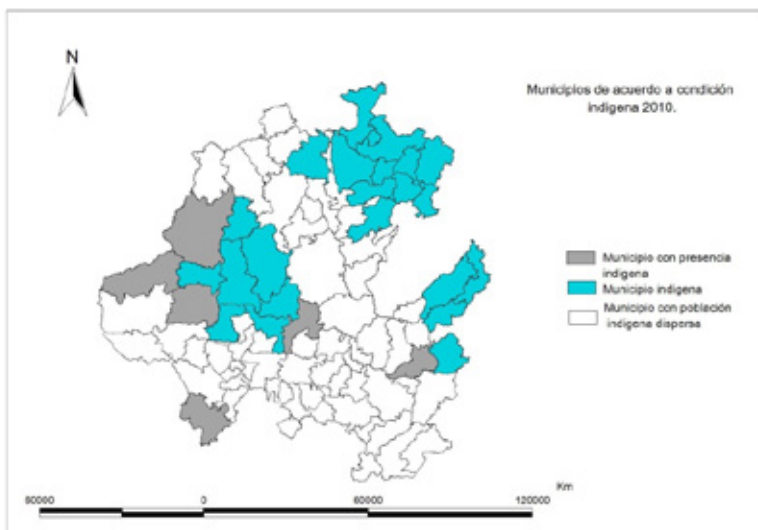 N
Municipios de acuerdo a condición
indígena 2010.
Municipio con presencia
indígena
Municipio indígena
Municipio con población
indígena dispersa
Km
60000 0 60000 120000